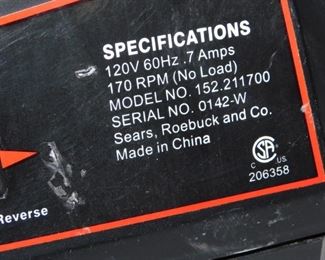 SPECIFICATIONS
120V 60Hz .7 Amps
170 RPM (No Load)
MODEL NO. 152.211700
SERIAL NO. 0142-W
Sears, Roebuck and Co.
Made in China
CSA
C US
206358
Reverse